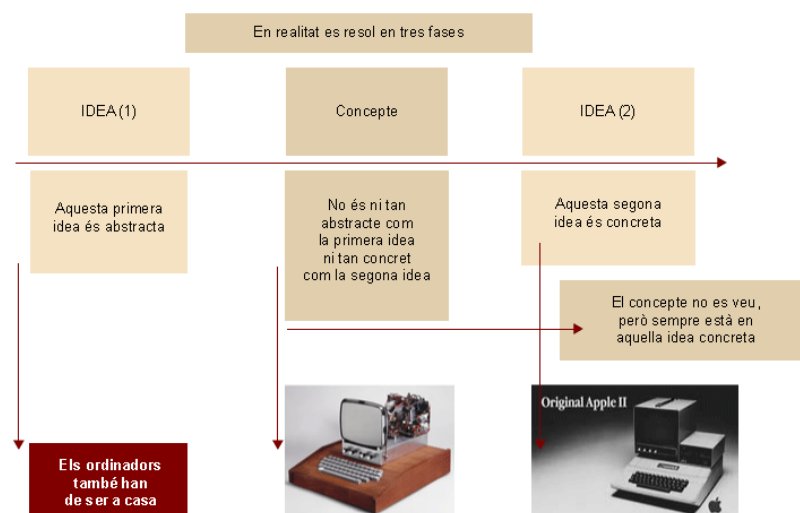 En realitat es resol en tres fases
IDEA (1)
Concepte
IDEA (2)
Aquesta primera
idea és abstracta
No és ni tan
abstracte com
la primera idea
ni tan concret
com la segona idea
Aquesta segona
idea és concreta
El concepte no es veu,
però sempre està en
aquella idea concreta
Els ordinadors
també han
de ser a casa
Original Apple II